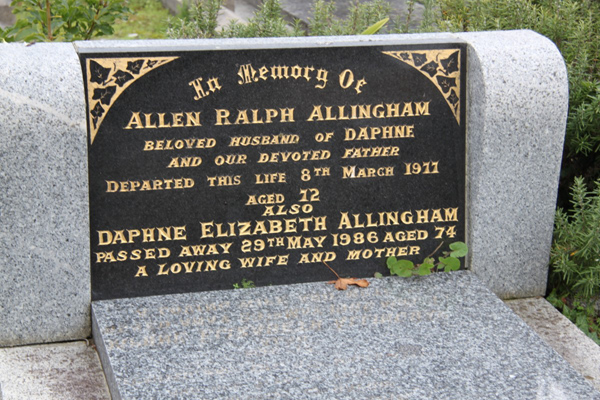 In Memory Of
ALLEN RALPH ALLINGHAM
BELOVED HUSBAND OF DAPHNE
AND OUR DEVOTED FATHER
DEPARTED THIS LIFE 8TH MARCH 1977
AGED 72
ALSO
DAPHNE ELIZABETH ALLINGHAM
PASSED AWAY 29TH MAY 1986 AGED 74
A LOVING WIFE AND MOTHER